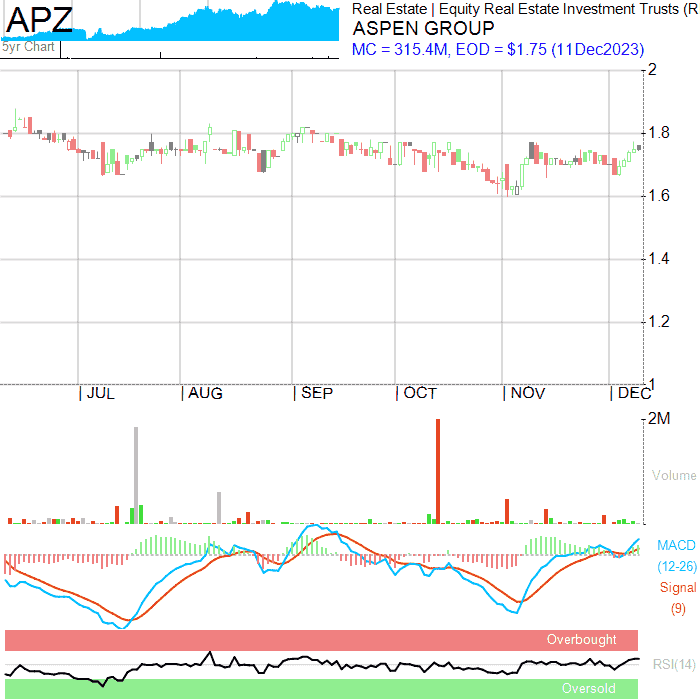 APZ
5yr Chart
Real Estate | Equity Real Estate Investment Trusts (R
ASPEN GROUP
MC = 315.4M, EOD = $1.75 (11Dec2023)
2
1.8
1.6
1.4
1.2
1
JUL AUG SEP OCT NOV DEC
2M
Volume
MACD
(12-26)
Signal
(9)
Overbought
RSI(14)
Oversold